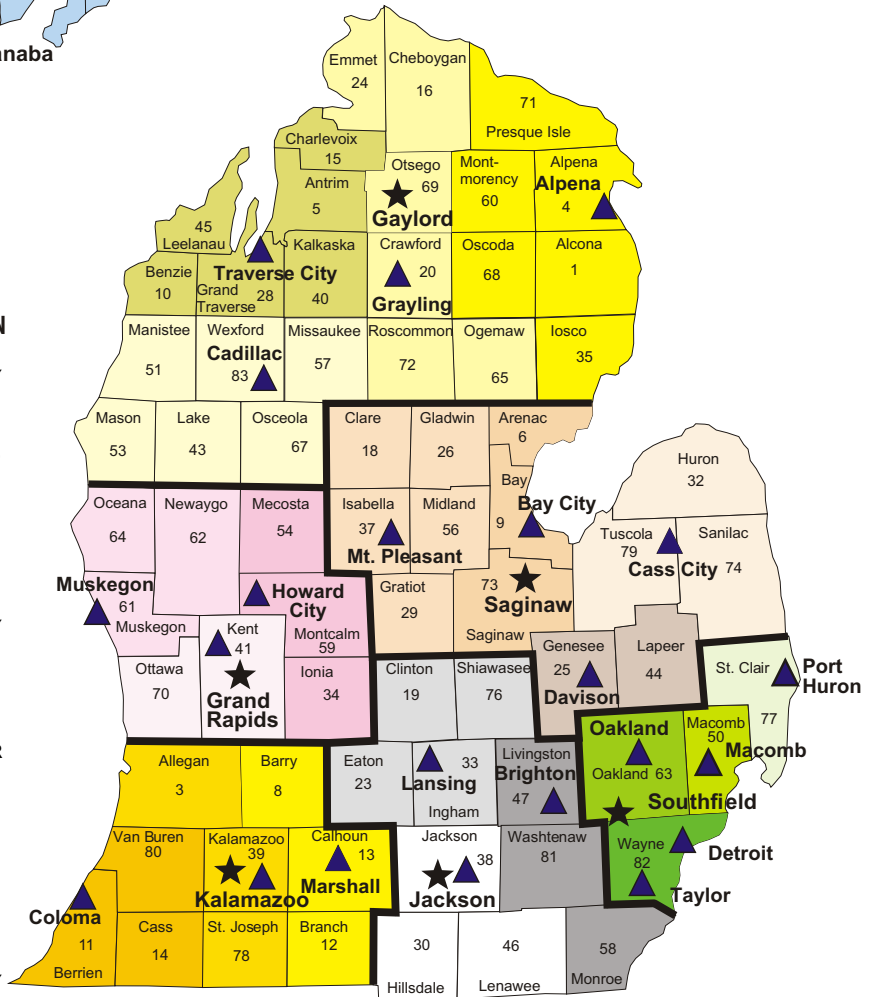 anaba
Emmet
24
Cheboygan
16
71
Presque Isle
Charlevoix
15
Antrim
5
Otsego
69
Gaylord
Mont-
morency
60
Alpena
Alpena
4
45
Leelanau
Traverse City
Kalkaska
40
Crawford
20
Grayling
Oscoda
68
Alcona
1
Benzie
10
Grand
Traverse
28
N
Manistee
51
Wexford
Cadillac
83
Missaukee
57
Roscommon
72
Ogemaw
65
Iosco
35
Mason
53
Lake
43
Osceola
67
Clare
18
Gladwin
26
Arenac
6
Huron
32
Oceana
64
Newaygo
62
Mecosta
54
Isabella
37
Mt. Pleasant
Midland
56
Bay
9
Bay City
Tuscola
79
Cass City
Sanilac
74
Muskegon
61
Muskegon
Howard
City
Montcalm
59
Gratiot
29
73
Saginaw
Saginaw
Kent
41
Grand
Rapids
Ottawa
70
Ionia
34
Clinton
19
Shiawasee
76
Genesee
25
Davison
Lapeer
44
St. Clair
77
Port
Huron
R
Allegan
3
Barry
8
Eaton
23
33
Lansing
Ingham
Livingston
Brighton
47
Oakland
Oakland 63
Southfield
Macomb
50
Macomb
Van Buren
80
Kalamazoo
39
Kalamazoo
Calhoun
13
Marshall
Jackson
38
Jackson
Washtenaw
81
Wayne
82
Detroit
Taylor
Coloma
11
Berrien
Cass
14
St. Joseph
78
Branch
12
30
Hillsdale
46
Lenawee
58
Monroe